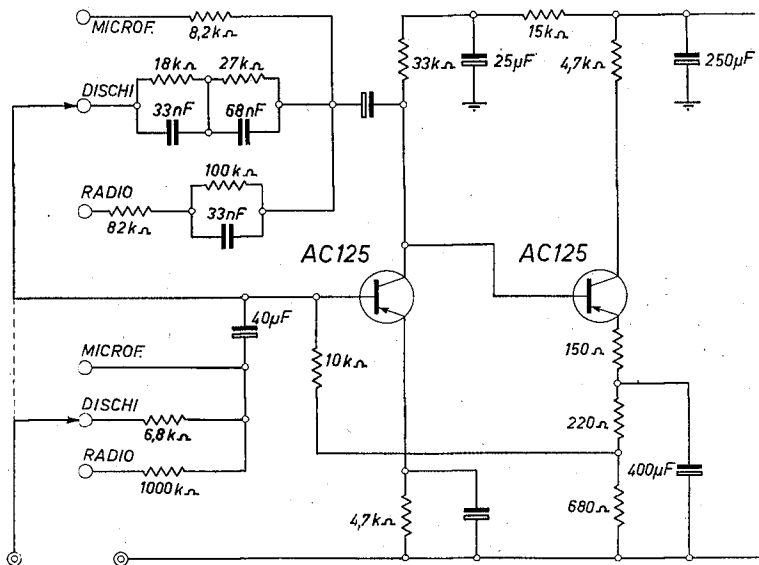 MICROF.
8,2kΩ
15kΩ
18kΩ
27kΩ
33kΩ
25μF
4,7kΩ
250μF
DISCHI
33nF
68nF
100kΩ
RADIO
33nF
82kΩ
AC125
AC125
40μF
MICROF.
10kΩ
150Ω
DISCHI
6,8kΩ
220Ω
RADIO
1000kΩ
400μF
4,7kΩ
680Ω